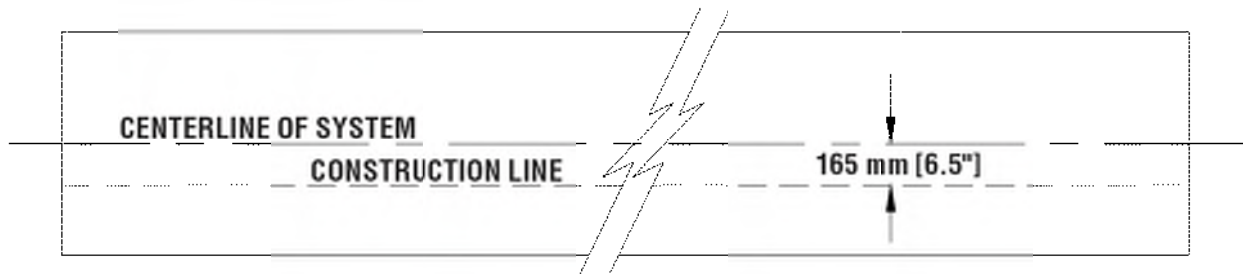 CENTERLINE OF SYSTEM
CONSTRUCTION LINE
165 mm [6.5"]